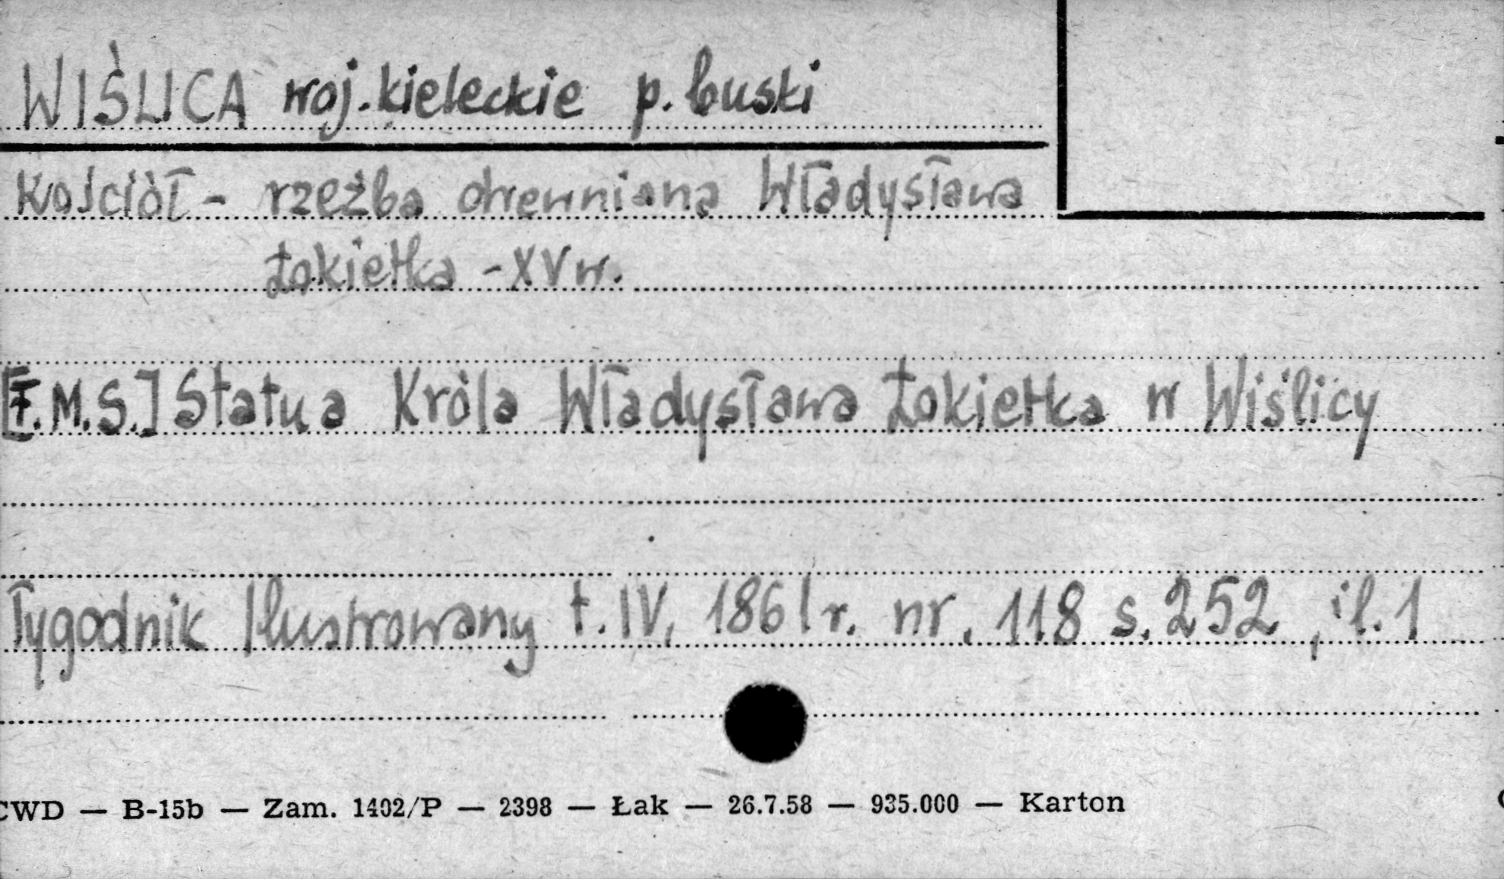 WIŚLICA woj. kieleckie p. buski
Kościół - rzeźba drewniana Władysława
Łokietka - XV w.
[F.M.S.] Statua Króla Władysława Łokietka w Wiślicy
Tygodnik Ilustrowany t. IV, 1861 r. nr. 118 s. 252, il. 1
CWD — B-15b — Zam. 1402/P — 2398 — Łak — 26.7.58 — 935.000 — Karton